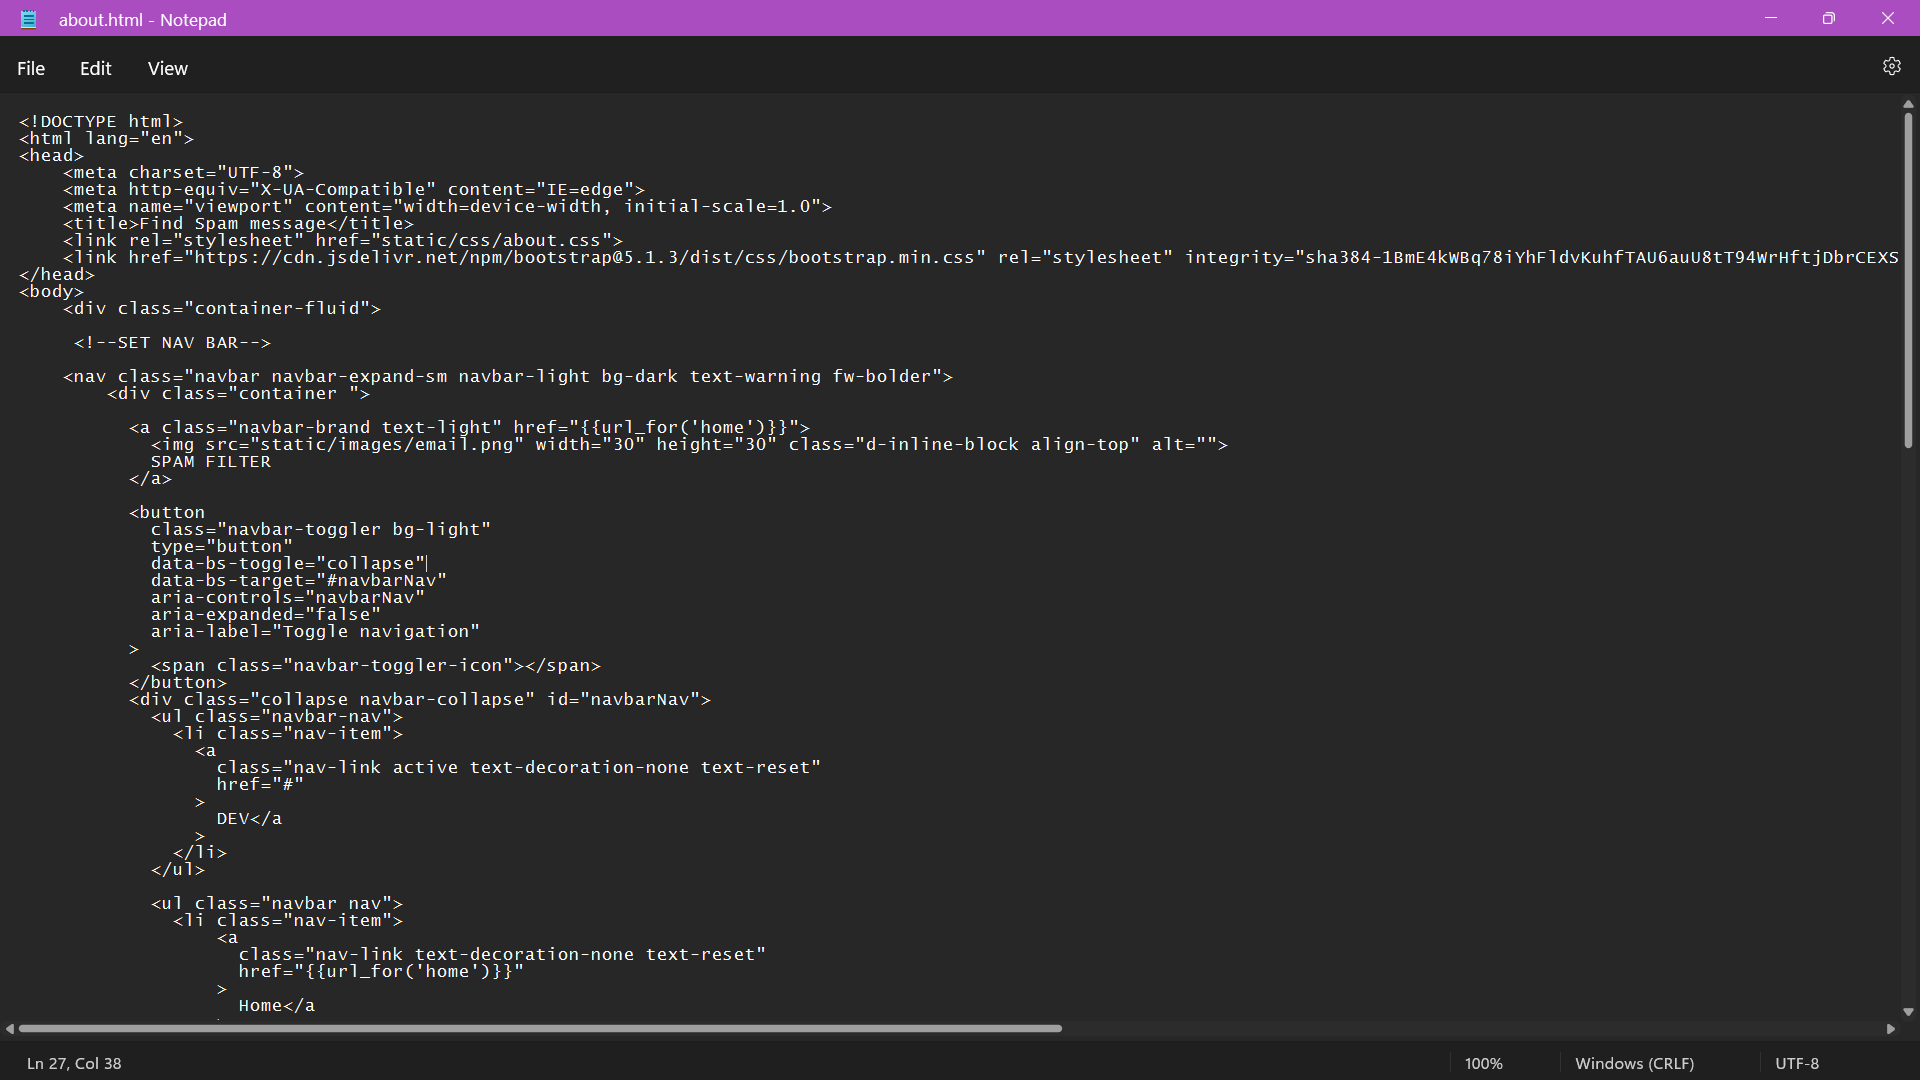 about.html - Notepad
File Edit View
<!DOCTYPE html>
<html lang="en">
<head>
    <meta charset="UTF-8">
    <meta http-equiv="X-UA-Compatible" content="IE=edge">
    <meta name="viewport" content="width=device-width, initial-scale=1.0">
    <title>Find Spam message</title>
    <link rel="stylesheet" href="static/css/about.css">
    <link href="https://cdn.jsdelivr.net/npm/bootstrap@5.1.3/dist/css/bootstrap.min.css" rel="stylesheet" integrity="sha384-1BmE4kWBq78iYhFldvKuhfTAU6auU8tT94WrHftjDbrCEXS
</head>
<body>
    <div class="container-fluid">
     <!--SET NAV BAR-->
    <nav class="navbar navbar-expand-sm navbar-light bg-dark text-warning fw-bolder">
        <div class="container ">
          <a class="navbar-brand text-light" href="{{url_for('home')}}">
            <img src="static/images/email.png" width="30" height="30" class="d-inline-block align-top" alt="">
            SPAM FILTER
          </a>
          <button
            class="navbar-toggler bg-light"
            type="button"
            data-bs-toggle="collapse"
            data-bs-target="#navbarNav"
            aria-controls="navbarNav"
            aria-expanded="false"
            aria-label="Toggle navigation"
          >
            <span class="navbar-toggler-icon"></span>
          </button>
          <div class="collapse navbar-collapse" id="navbarNav">
            <ul class="navbar-nav">
              <li class="nav-item">
                <a
                  class="nav-link active text-decoration-none text-reset"
                  href="#"
                >
                  DEV</a
                >
              </li>
            </ul>
            <ul class="navbar nav">
              <li class="nav-item">
                  <a
                    class="nav-link text-decoration-none text-reset"
                    href="{{url_for('home')}}"
                  >
                    Home</a
Ln 27, Col 38 100% Windows (CRLF) UTF-8